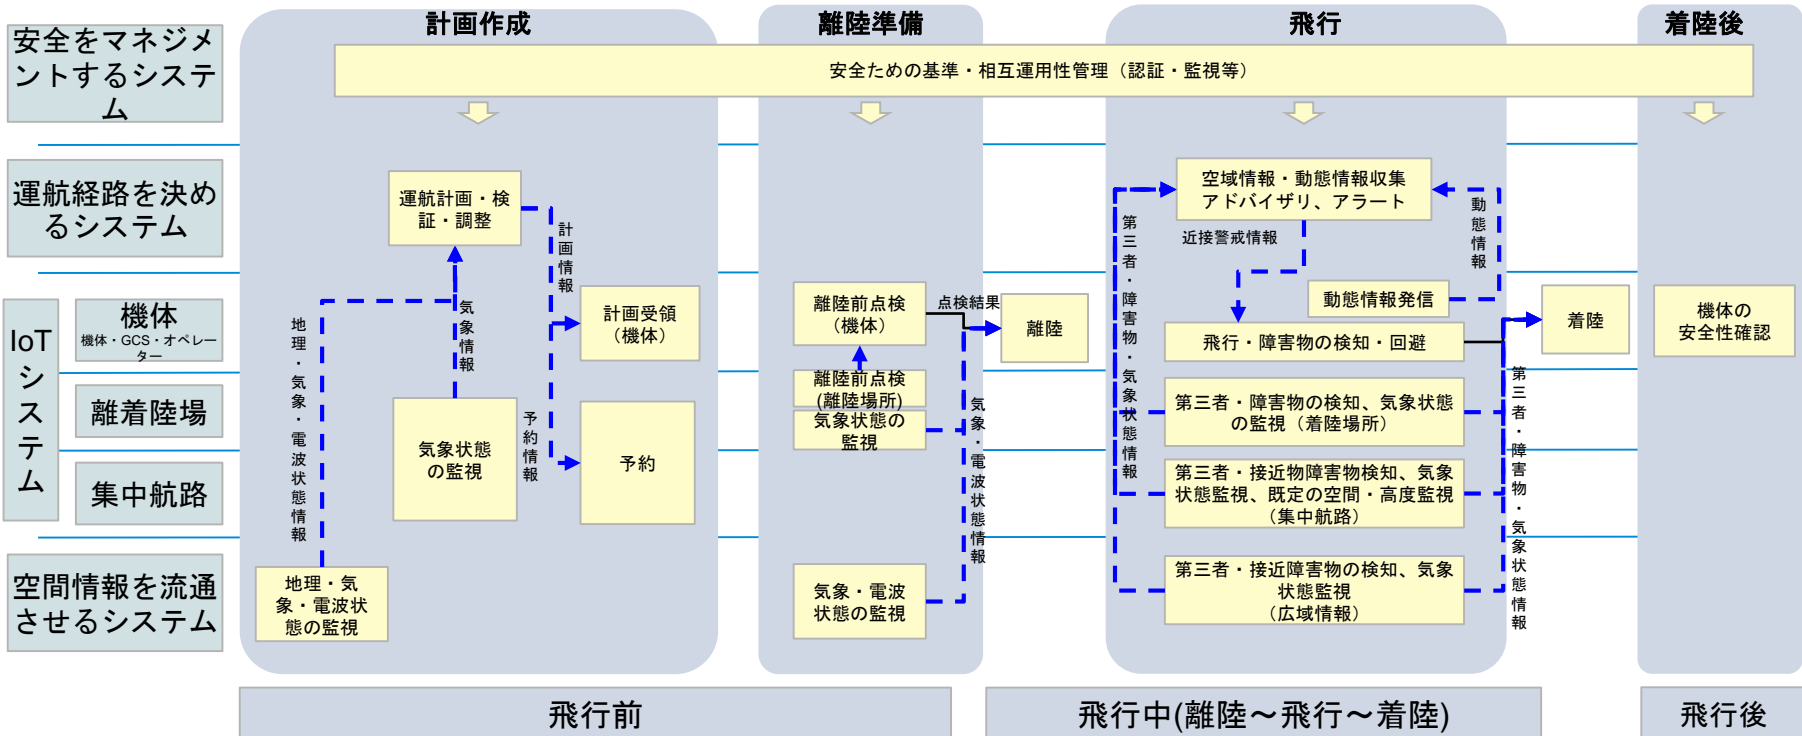 計画作成
離陸準備
飛行
着陸後
安全をマネジメ
ントするシステ
ム
安全ための基準・相互運用性管理（認証・監視等）
運航経路を決め
るシステム
運航計画・検
証・調整
計画情報
空域情報・動態情報収集
アドバイザリ、アラート
近接警戒情報
動態情報
第三者・障害物・気象状態情報
IoT
システム
機体
機体・GCS・オペレー
ター
離着陸場
集中航路
地理・気象・電波状態情報
気象情報
計画受領
（機体）
予約情報
気象状態
の監視
予約
離陸前点検
（機体）
点検結果
離陸
離陸前点検
(離陸場所)
気象状態の
監視
気象・電波状態情報
動態情報発信
飛行・障害物の検知・回避
着陸
機体の
安全性確認
第三者・障害物の検知、気象状態
の監視（着陸場所）
第三者・接近物障害物検知、気象
状態監視、既定の空間・高度監視
（集中航路）
第三者・障害物・気象状態情報
空間情報を流通
させるシステム
地理・気
象・電波状
態の監視
気象・電波
状態の監視
第三者・接近障害物の検知、気象
状態監視
（広域情報）
飛行前
飛行中(離陸～飛行～着陸)
飛行後